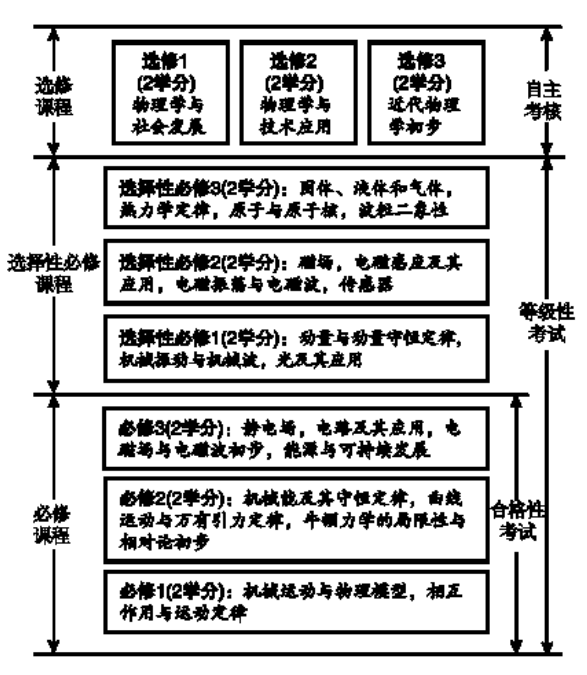 选修
课程
选修1
(2学分)
物理学与
社会发展
选修2
(2学分)
物理学与
技术应用
选修3
(2学分)
近代物理
学初步
自主
考核
选择性必修
课程
选择性必修3(2学分)：固体、液体和气体，
热力学定律，原子与原子核，波粒二象性
选择性必修2(2学分)：磁场，电磁感应及其
应用，电磁振荡与电磁波，传感器
选择性必修1(2学分)：动量与动量守恒定律，
机械振动与机械波，光及其应用
等级性
考试
必修
课程
必修3(2学分)：静电场，电路及其应用，电
磁场与电磁波初步，能源与可持续发展
必修2(2学分)：机械能及其守恒定律，曲线
运动与万有引力定律，牛顿力学的局限性与
相对论初步
必修1(2学分)：机械运动与物理模型，相互
作用与运动定律
合格性
考试